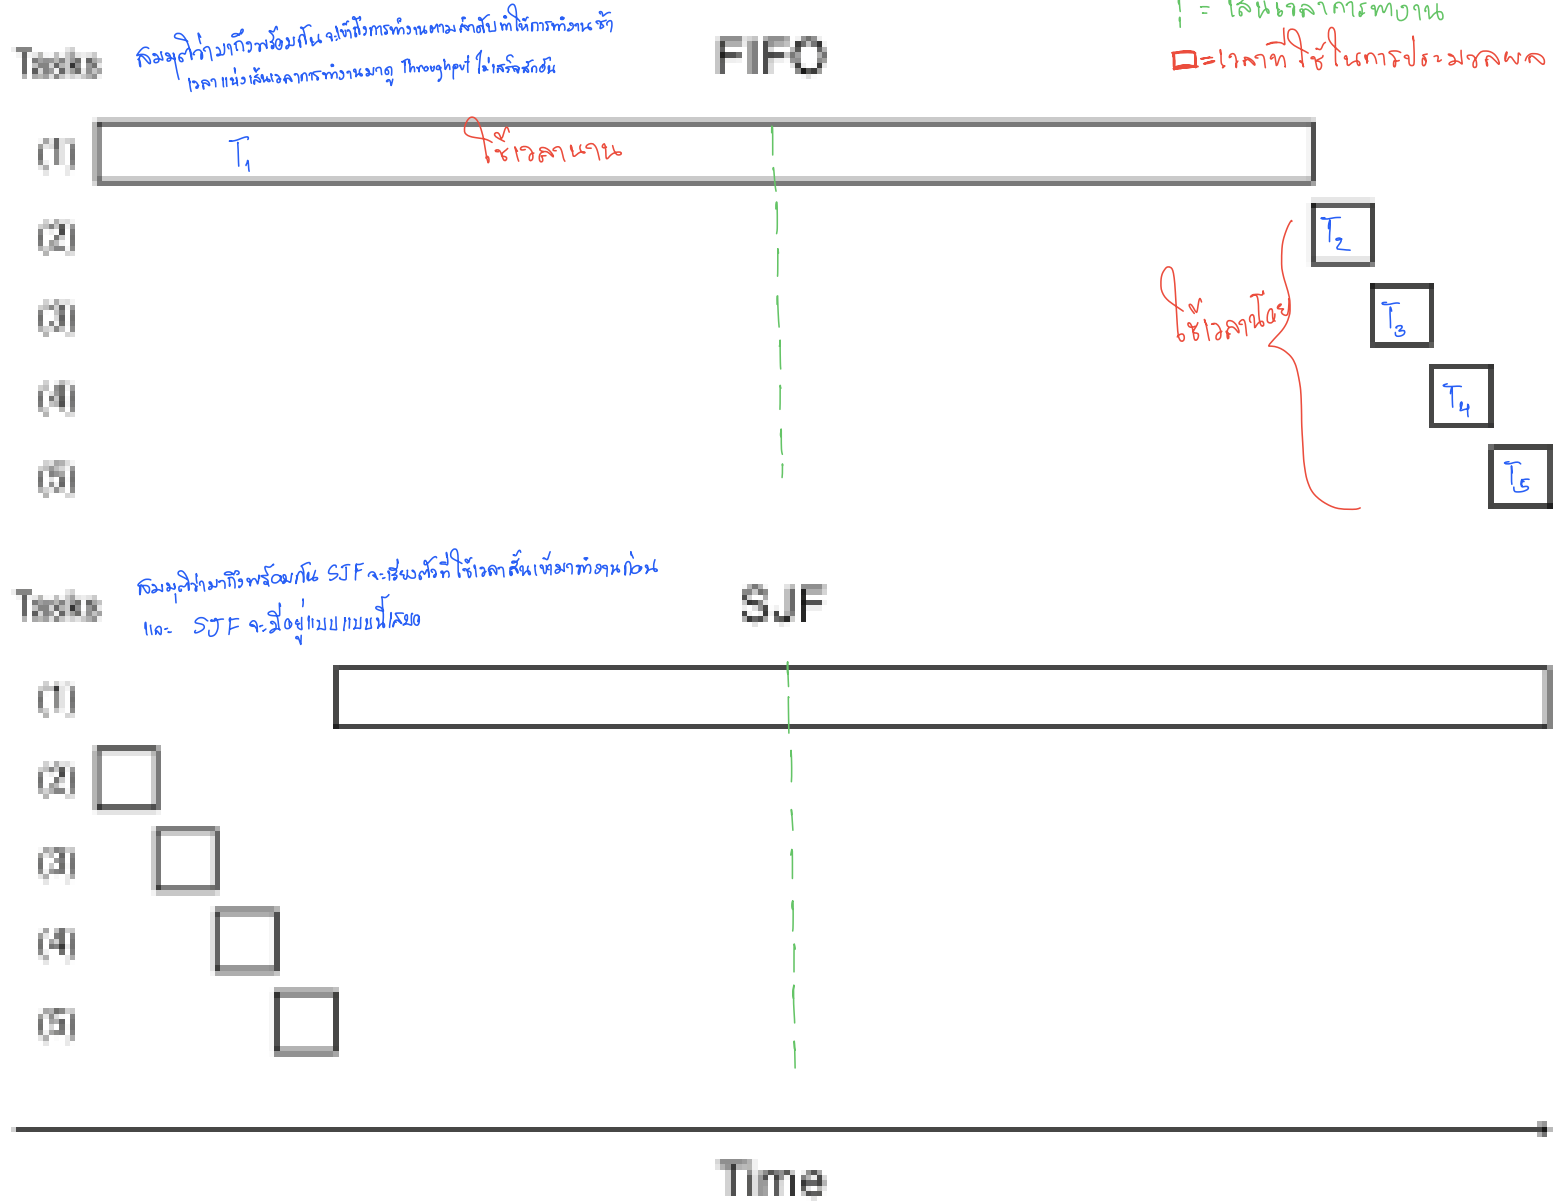 = เส้นเวลาการทำงาน
Tasks
สมมุติว่ามาถึงพร้อมกัน จะเข้าถึงการทำงานตามลำดับ ทำให้การทำงานช้า
FIFO
=เวลาที่ใช้ในการประมวลผล
เวลาแบ่งเส้นเวลาการทำงานมาดู Throughput ไม่เสร็จสักอัน
(1)
T1
ใช้เวลานาน
(2)
T2
ใช้เวลาน้อย
(3)
T3
(4)
T4
(5)
T5
Tasks
สมมุติว่ามาถึงพร้อมกัน SJF จะเรียงตัวที่ใช้เวลาสั้นเข้ามาทำงานก่อน
SJF
และ SJF จะมีอยู่แบบแบบนี้เสมอ
(1)
(2)
(3)
(4)
(5)
Time